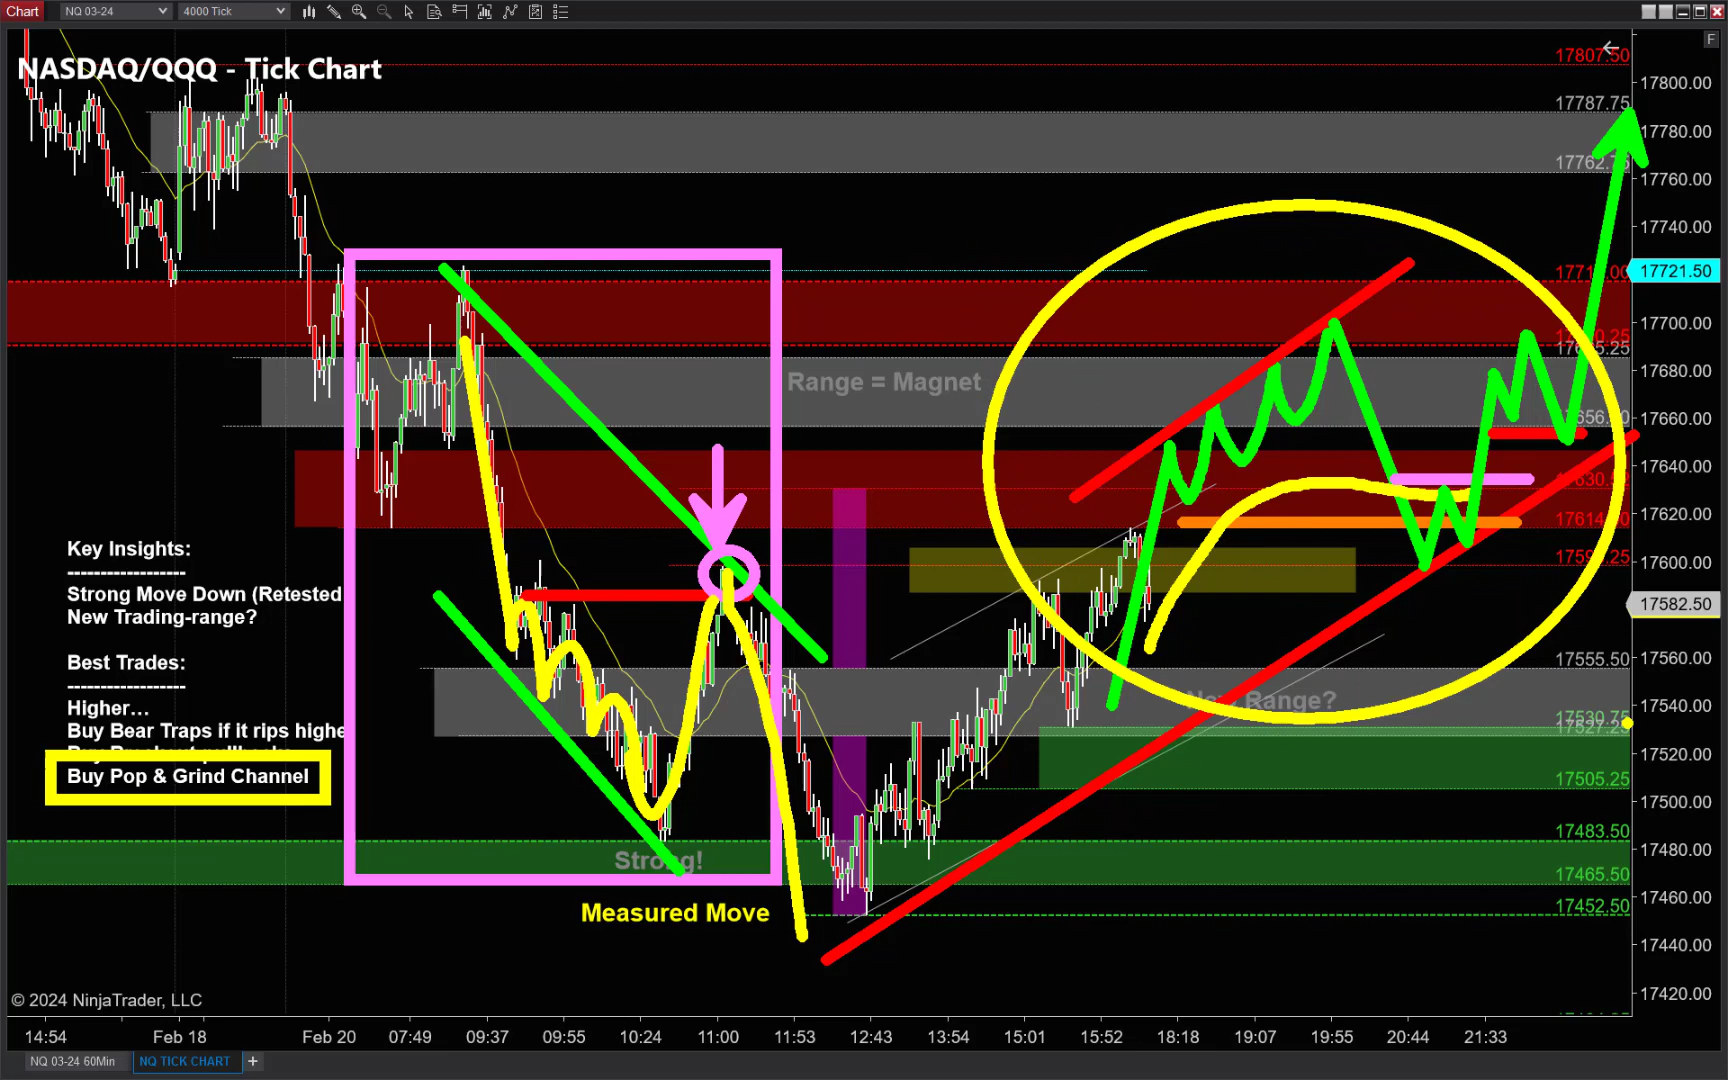 Chart
NQ 03-24
4000 Tick
F
NASDAQ/QQQ - Tick Chart
17807.50
17800.00
17787.75
17780.00
17762.75
17760.00
17740.00
17721.50
17700.00
17680.00
Range = Magnet
17660.00
17640.00
17620.00
17600.00
17582.50
17560.00
17555.50
17540.00
17530.75
17527.25
17520.00
17505.25
17500.00
17483.50
17480.00
17465.50
17460.00
17452.50
17440.00
17420.00
Key Insights:
------------------
Strong Move Down (Retested
New Trading-range?
Best Trades:
------------------
Higher...
Buy Bear Traps if it rips highe
Buy Pop & Grind Channel
Range?
Strong!
Measured Move
© 2024 NinjaTrader, LLC
14:54 Feb 18 Feb 20 07:49 09:37 09:55 10:24 11:00 11:53 12:43 13:54 15:01 15:52 18:18 19:07 19:55 20:44 21:33
NQ 03-24 60Min NQ TICK CHART +